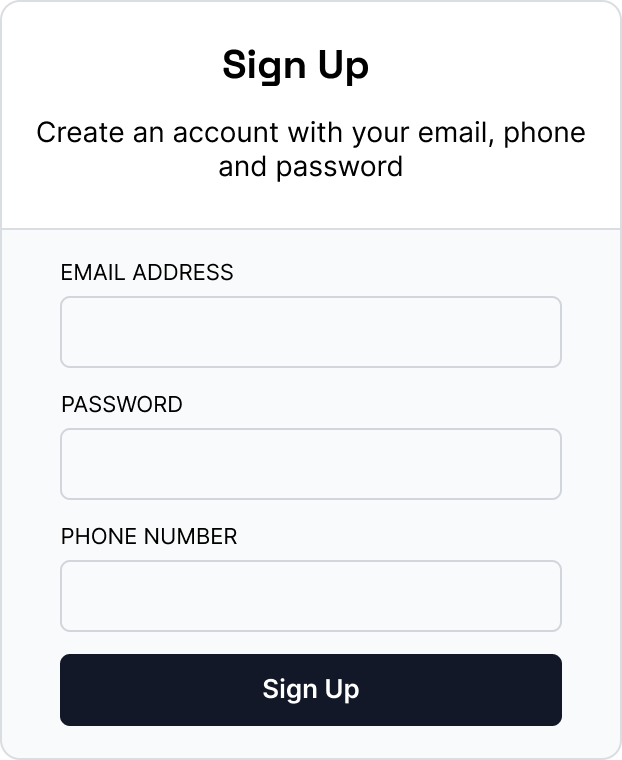 Sign Up
Create an account with your email, phone
and password
EMAIL ADDRESS
PASSWORD
PHONE NUMBER
Sign Up